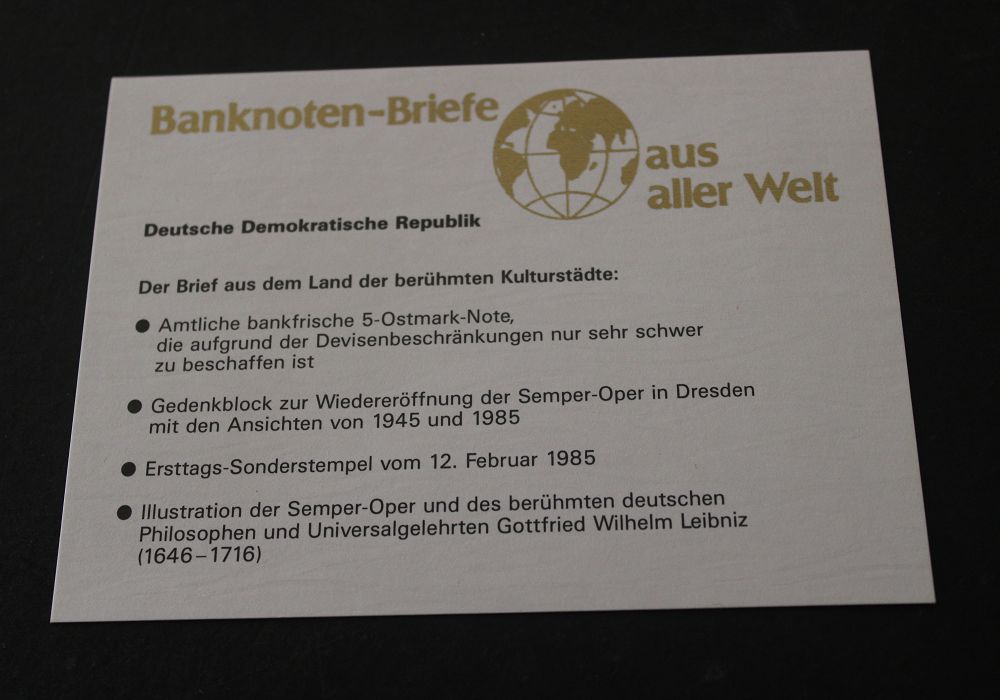 Banknoten-Briefe
aus
aller Welt
Deutsche Demokratische Republik
Der Brief aus dem Land der berühmten Kulturstädte:
● Amtliche bankfrische 5-Ostmark-Note,
die aufgrund der Devisenbeschränkungen nur sehr schwer
zu beschaffen ist
● Gedenkblock zur Wiedereröffnung der Semper-Oper in Dresden
mit den Ansichten von 1945 und 1985
● Ersttags-Sonderstempel vom 12. Februar 1985
● Illustration der Semper-Oper und des berühmten deutschen
Philosophen und Universalgelehrten Gottfried Wilhelm Leibniz
(1646–1716)